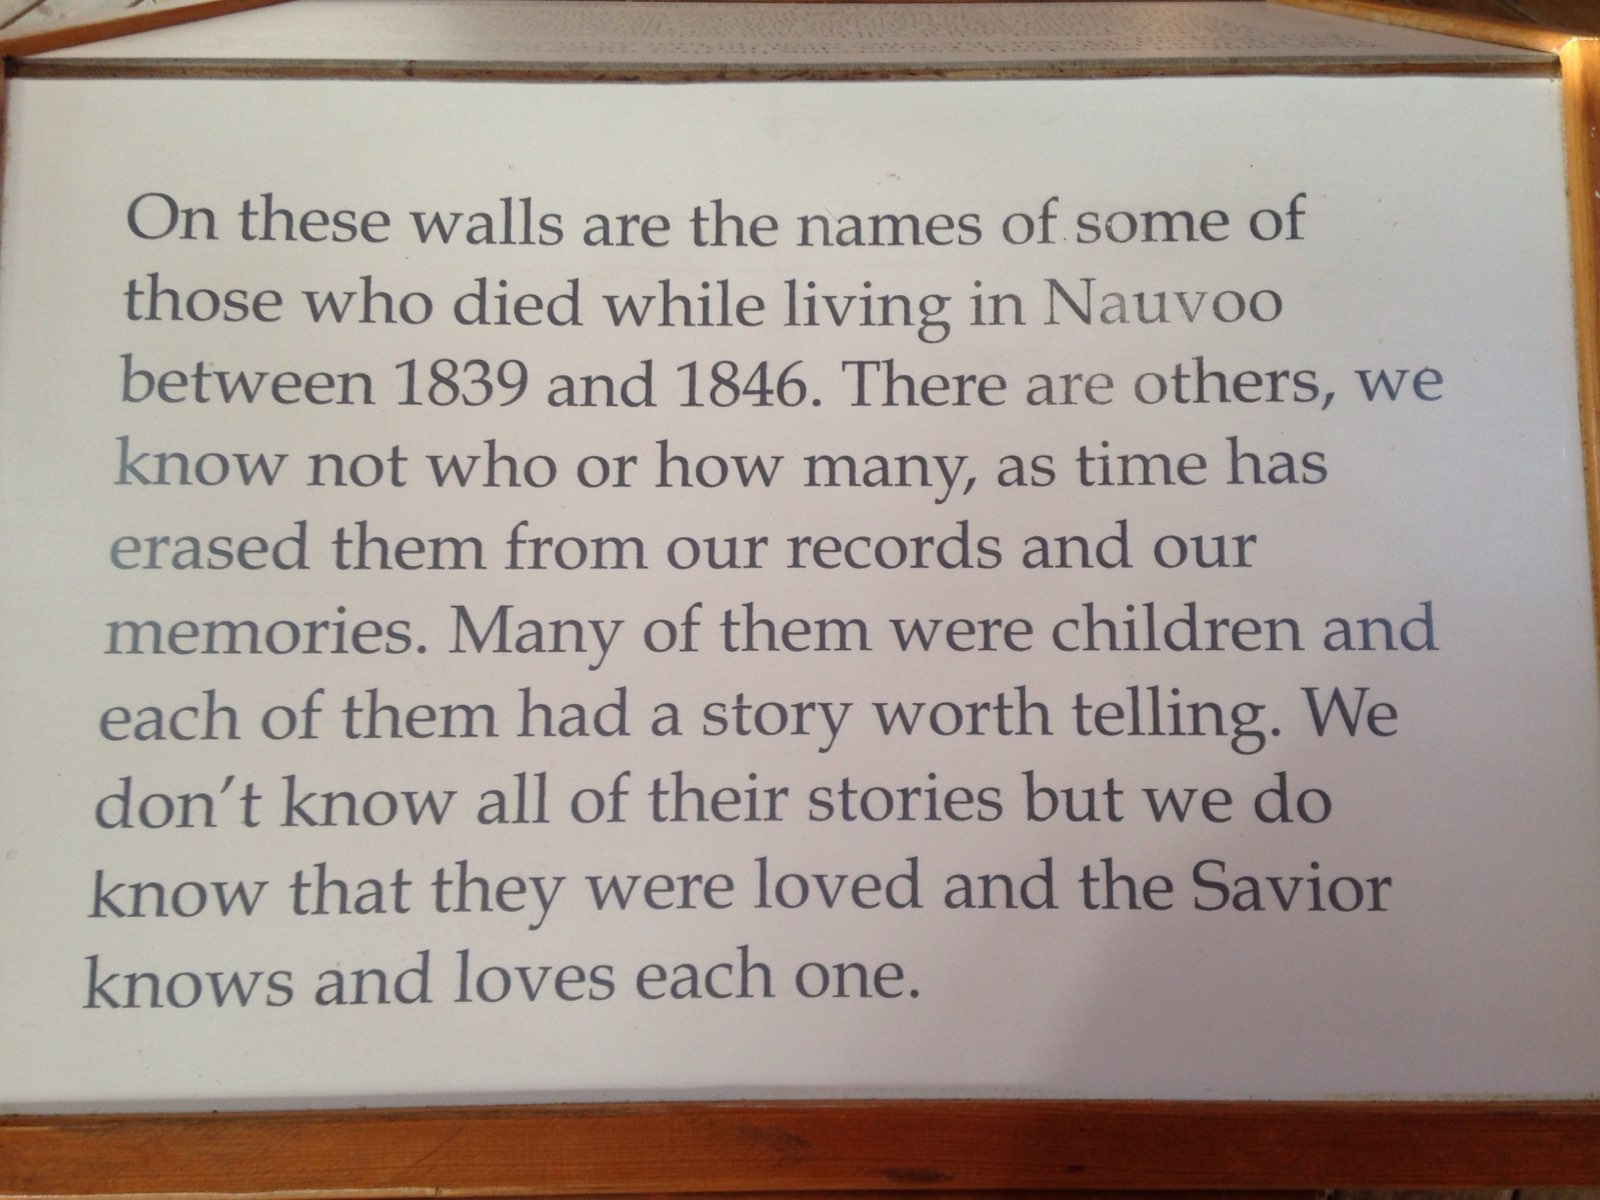 On these walls are the names of some of
those who died while living in Nauvoo
between 1839 and 1846. There are others, we
know not who or how many, as time has
erased them from our records and our
memories. Many of them were children and
each of them had a story worth telling. We
don't know all of their stories but we do
know that they were loved and the Savior
knows and loves each one.